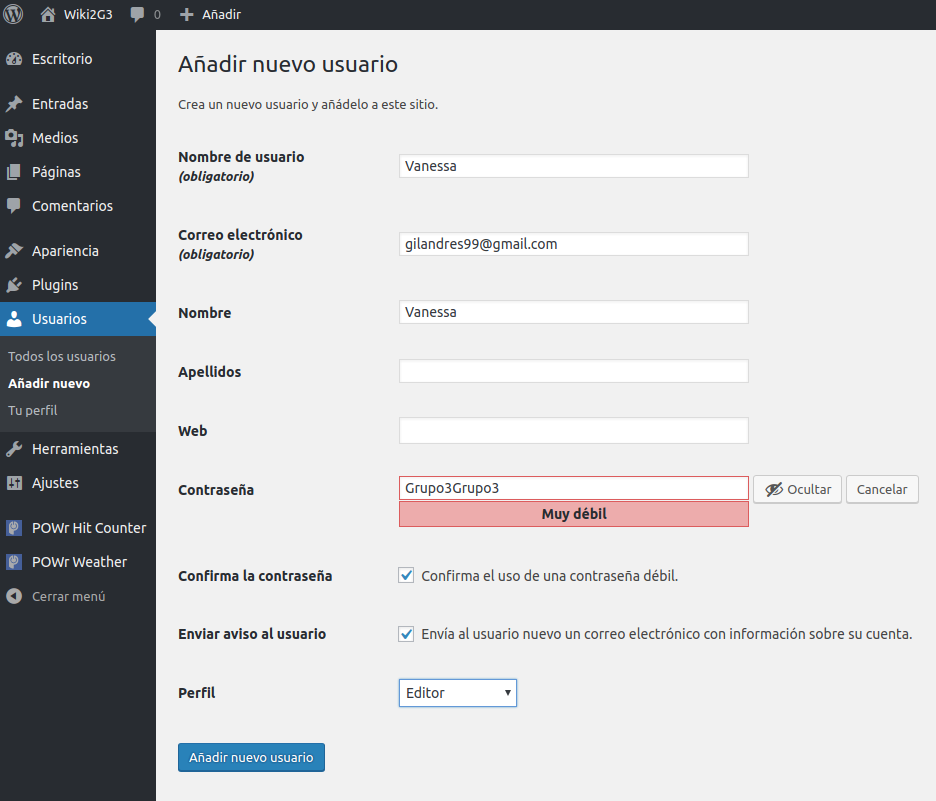 Wiki2G3 0 Añadir
Escritorio
Entradas
Medios
Páginas
Comentarios
Apariencia
Plugins
Usuarios
Todos los usuarios
Añadir nuevo
Tu perfil
Herramientas
Ajustes
POWr Hit Counter
POWr Weather
Cerrar menú
Añadir nuevo usuario
Crea un nuevo usuario y añádelo a este sitio.
Nombre de usuario
(obligatorio)
Vanessa
Correo electrónico
(obligatorio)
gilandres99@gmail.com
Nombre
Vanessa
Apellidos
Web
Contraseña
Grupo3Grupo3
Ocultar
Cancelar
Muy débil
Confirma la contraseña
Confirma el uso de una contraseña débil.
Enviar aviso al usuario
Envía al usuario nuevo un correo electrónico con información sobre su cuenta.
Perfil
Editor
Añadir nuevo usuario